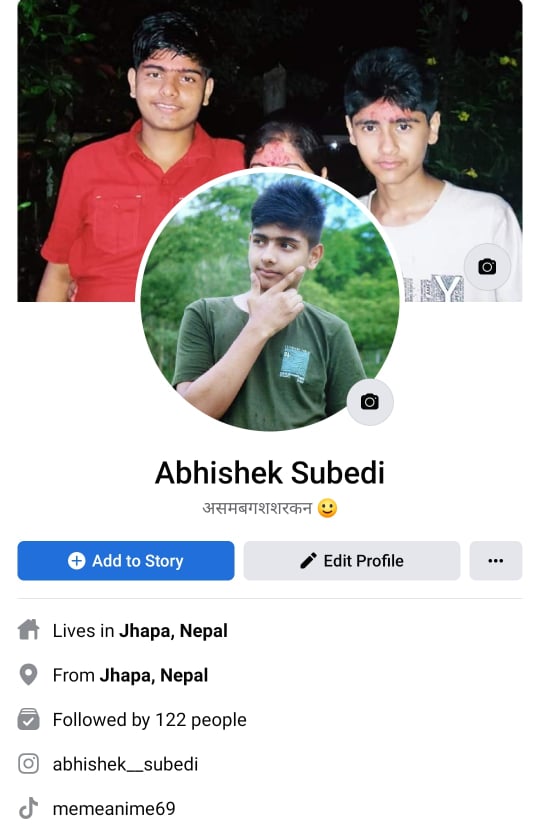 Abhishek Subedi
असमबगशशरकन 🙂
Add to Story
Edit Profile
Lives in Jhapa, Nepal
From Jhapa, Nepal
Followed by 122 people
abhishek__subedi
memeanime69